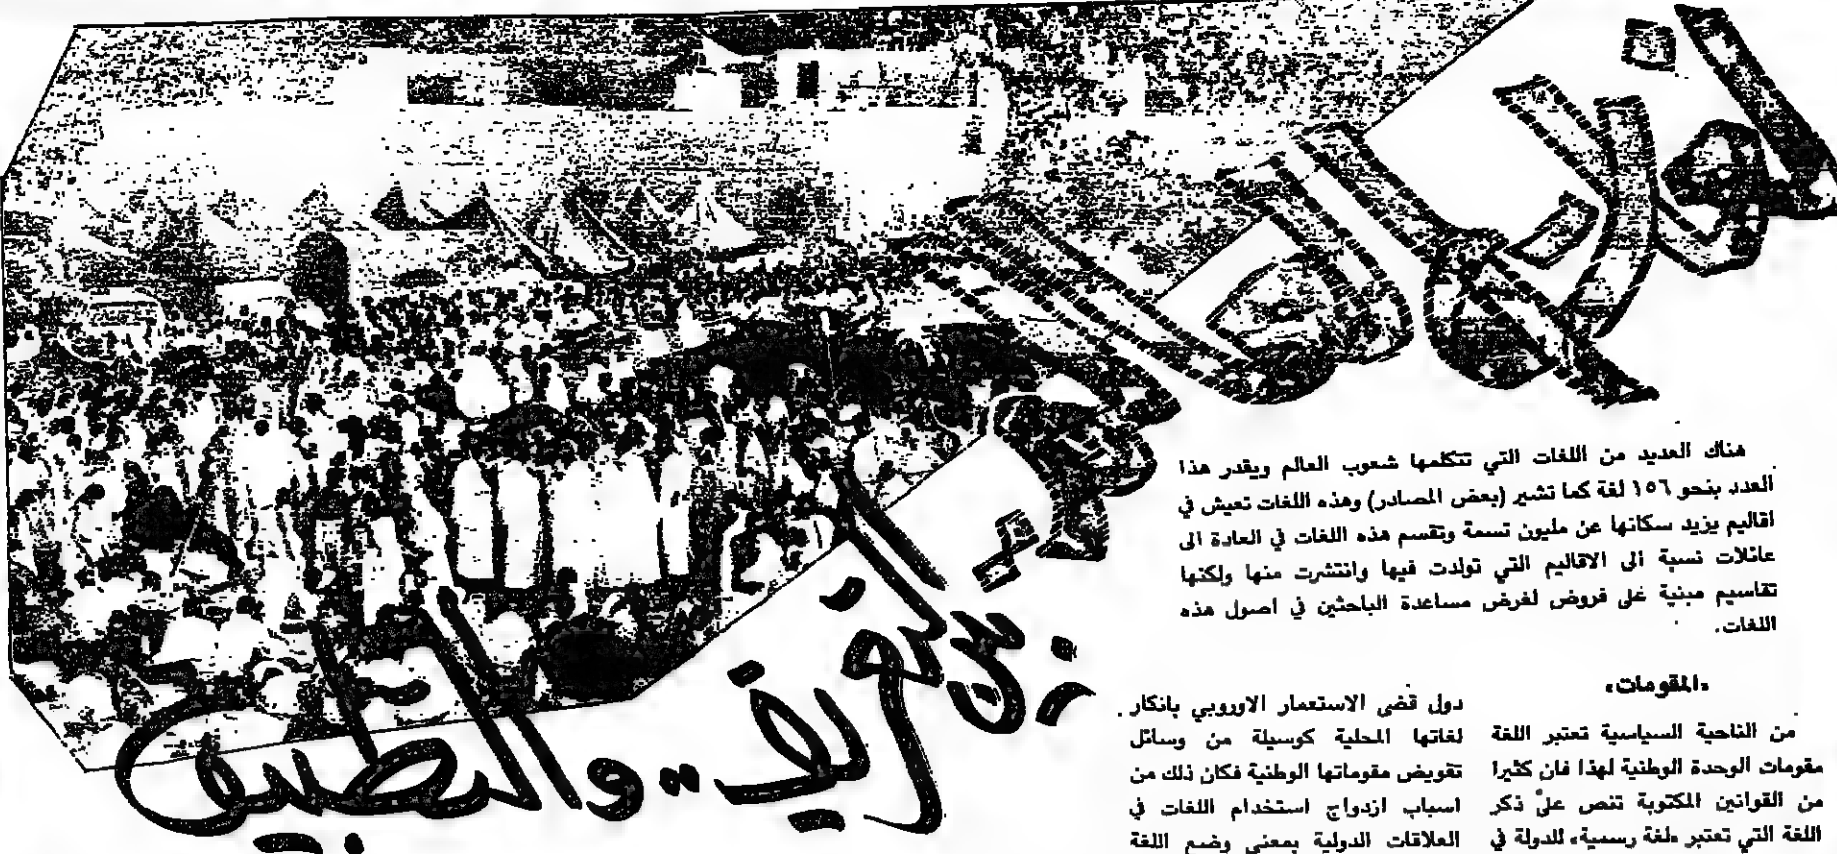 بين التعريف.. والتطبيق
هناك العديد من اللغات التي تتكلمها شعوب العالم ويقدر هذا
العدد بنحو ١٥٦ لغة كما تشير (بعض المصادر) وهذه اللغات تعيش في
اقاليم يزيد سكانها عن مليون نسمة وتقسم هذه اللغات في العادة الى
عائلات نسبة الى الاقاليم التي تولدت فيها وانتشرت منها ولكنها
تقاسيم مبنية على فروض لغرض مساعدة الباحثين في اصول هذه
اللغات.
«المقومات»
من الناحية السياسية تعتبر اللغة
مقومات الوحدة الوطنية لهذا فان كثيرا
من القوانين المكتوبة تنص على ذكر
اللغة التي تعتبر «لغة رسمية» للدولة في
دول قضى الاستعمار الاوروبي بانكار
لغاتها المحلية كوسيلة من وسائل
تقويض مقوماتها الوطنية فكان ذلك من
اسباب ازدواج استخدام اللغات في
العلاقات الدولية بمعنى وضع اللغة